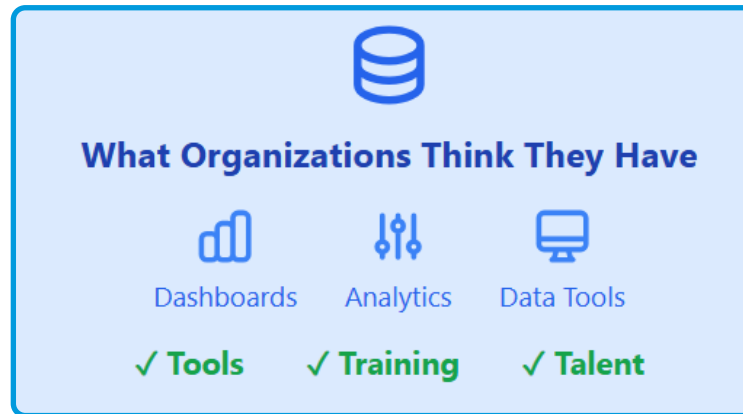 What Organizations Think They Have
Dashboards Analytics Data Tools
✓ Tools ✓ Training ✓ Talent